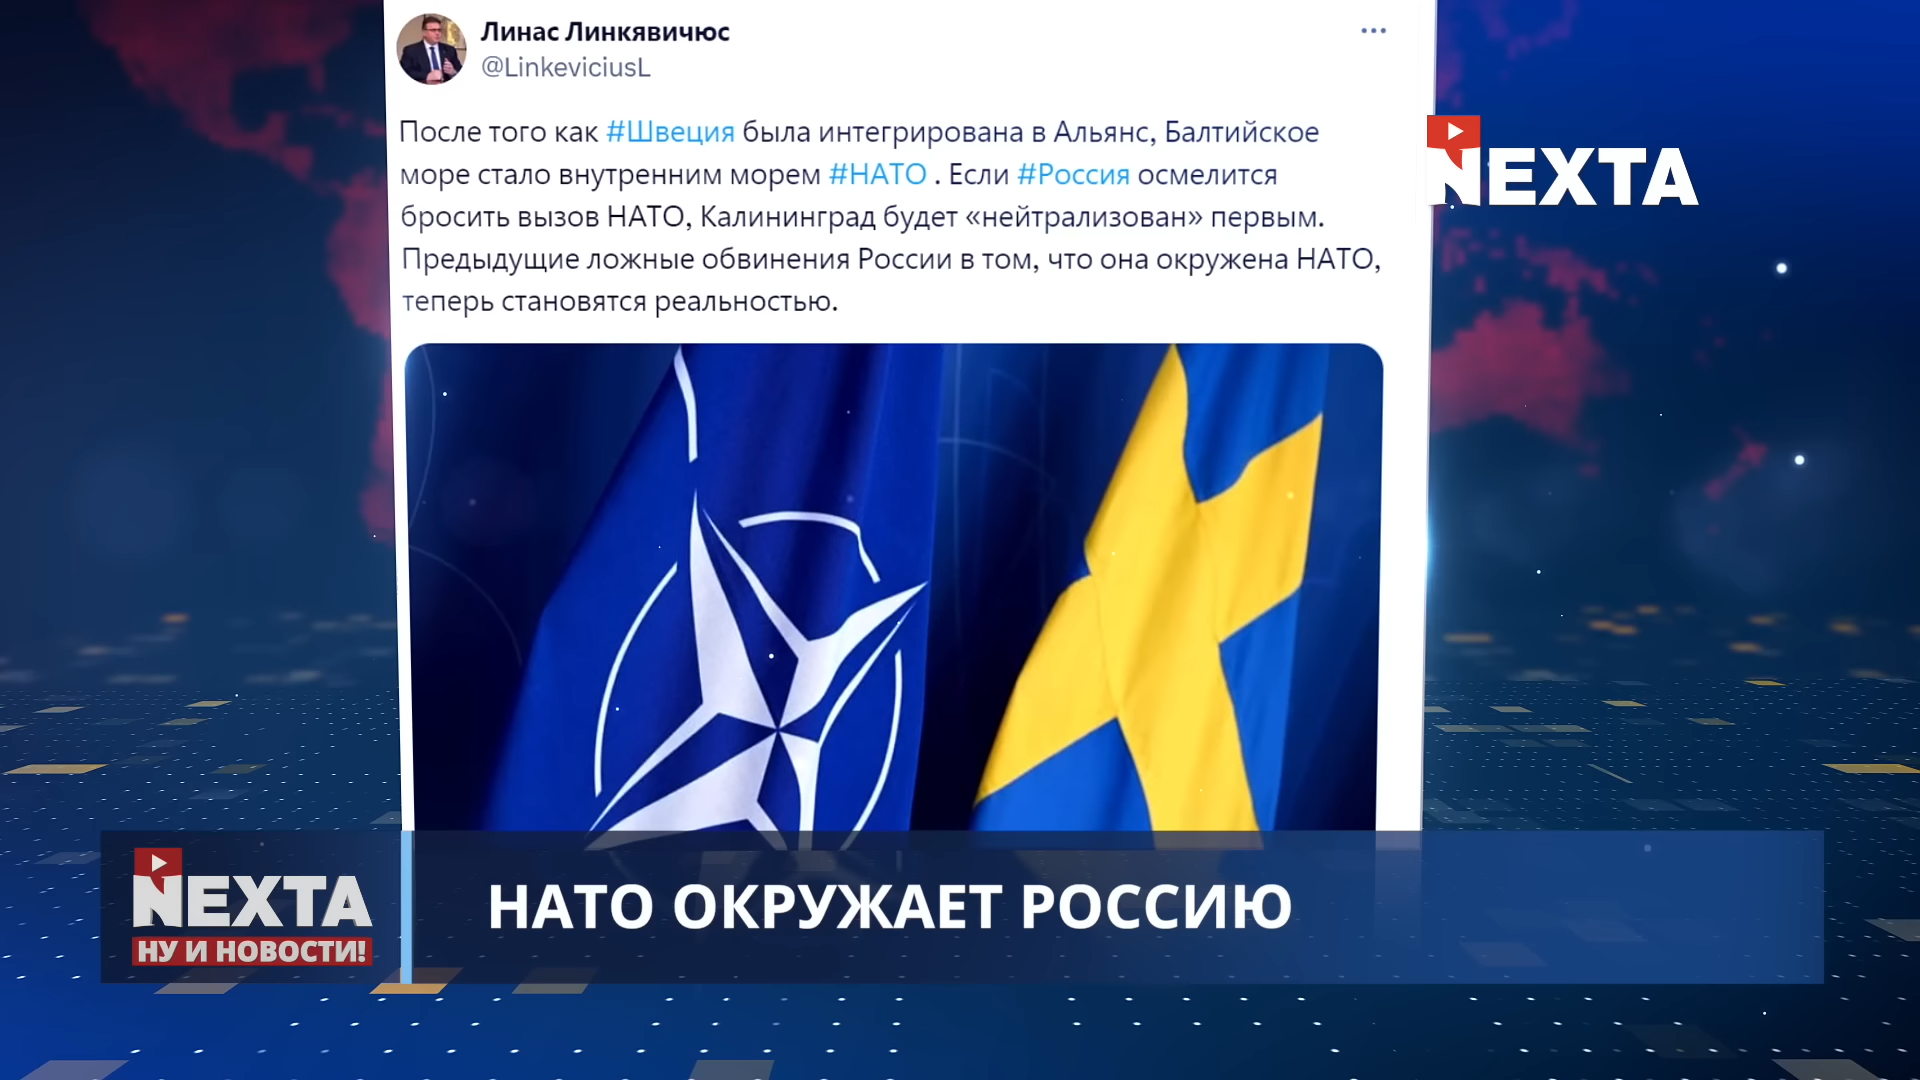 Линас Линкявичюс
@LinkeviciusL
После того как #Швеция была интегрирована в Альянс, Балтийское
море стало внутренним морем #НАТО . Если #Россия осмелится
бросить вызов НАТО, Калининград будет «нейтрализован» первым.
Предыдущие ложные обвинения России в том, что она окружена НАТО,
теперь становятся реальностью.
NEXTA
NEXTA
НУ И НОВОСТИ!
НАТО ОКРУЖАЕТ РОССИЮ